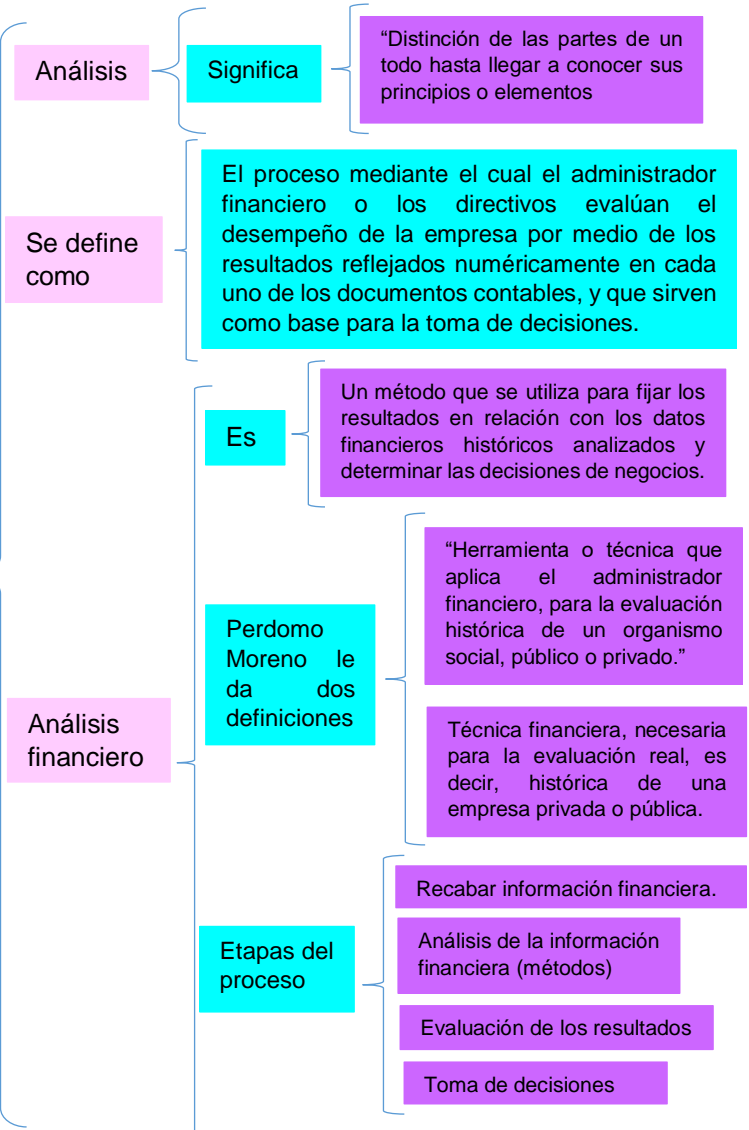 Análisis
Significa
“Distinción de las partes de un
todo hasta llegar a conocer sus
principios o elementos
Se define
como
El proceso mediante el cual el administrador
financiero o los directivos evalúan el
desempeño de la empresa por medio de los
resultados reflejados numéricamente en cada
uno de los documentos contables, y que sirven
como base para la toma de decisiones.
Análisis
financiero
Es
Un método que se utiliza para fijar los
resultados en relación con los datos
financieros históricos analizados y
determinar las decisiones de negocios.
Perdomo
Moreno le
da dos
definiciones
“Herramienta o técnica que
aplica el administrador
financiero, para la evaluación
histórica de un organismo
social, público o privado.”
Técnica financiera, necesaria
para la evaluación real, es
decir, histórica de una
empresa privada o pública.
Etapas del
proceso
Recabar información financiera.
Análisis de la información
financiera (métodos)
Evaluación de los resultados
Toma de decisiones